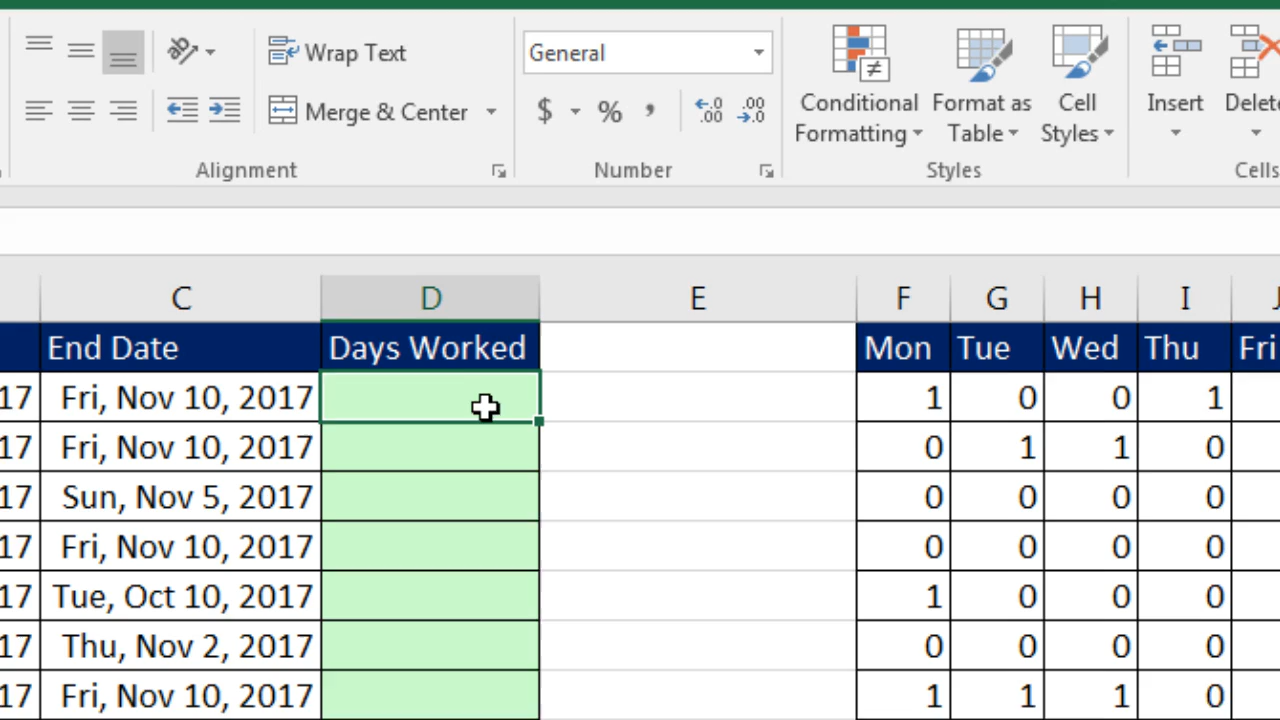 Wrap Text General
Merge & Center $ % , .0 .00 .00 .0
Conditional Formatting Format as Table Cell Styles Insert
Alignment Number Styles Cells
C D E F G H I
End Date Days Worked Mon Tue Wed Thu Fri
17 Fri, Nov 10, 2017 1 0 0 1
17 Fri, Nov 10, 2017 0 1 1 0
17 Sun, Nov 5, 2017 0 0 0 0
17 Fri, Nov 10, 2017 0 0 0 0
17 Tue, Oct 10, 2017 1 0 0 0
17 Thu, Nov 2, 2017 0 0 0 0
17 Fri, Nov 10, 2017 1 1 1 0